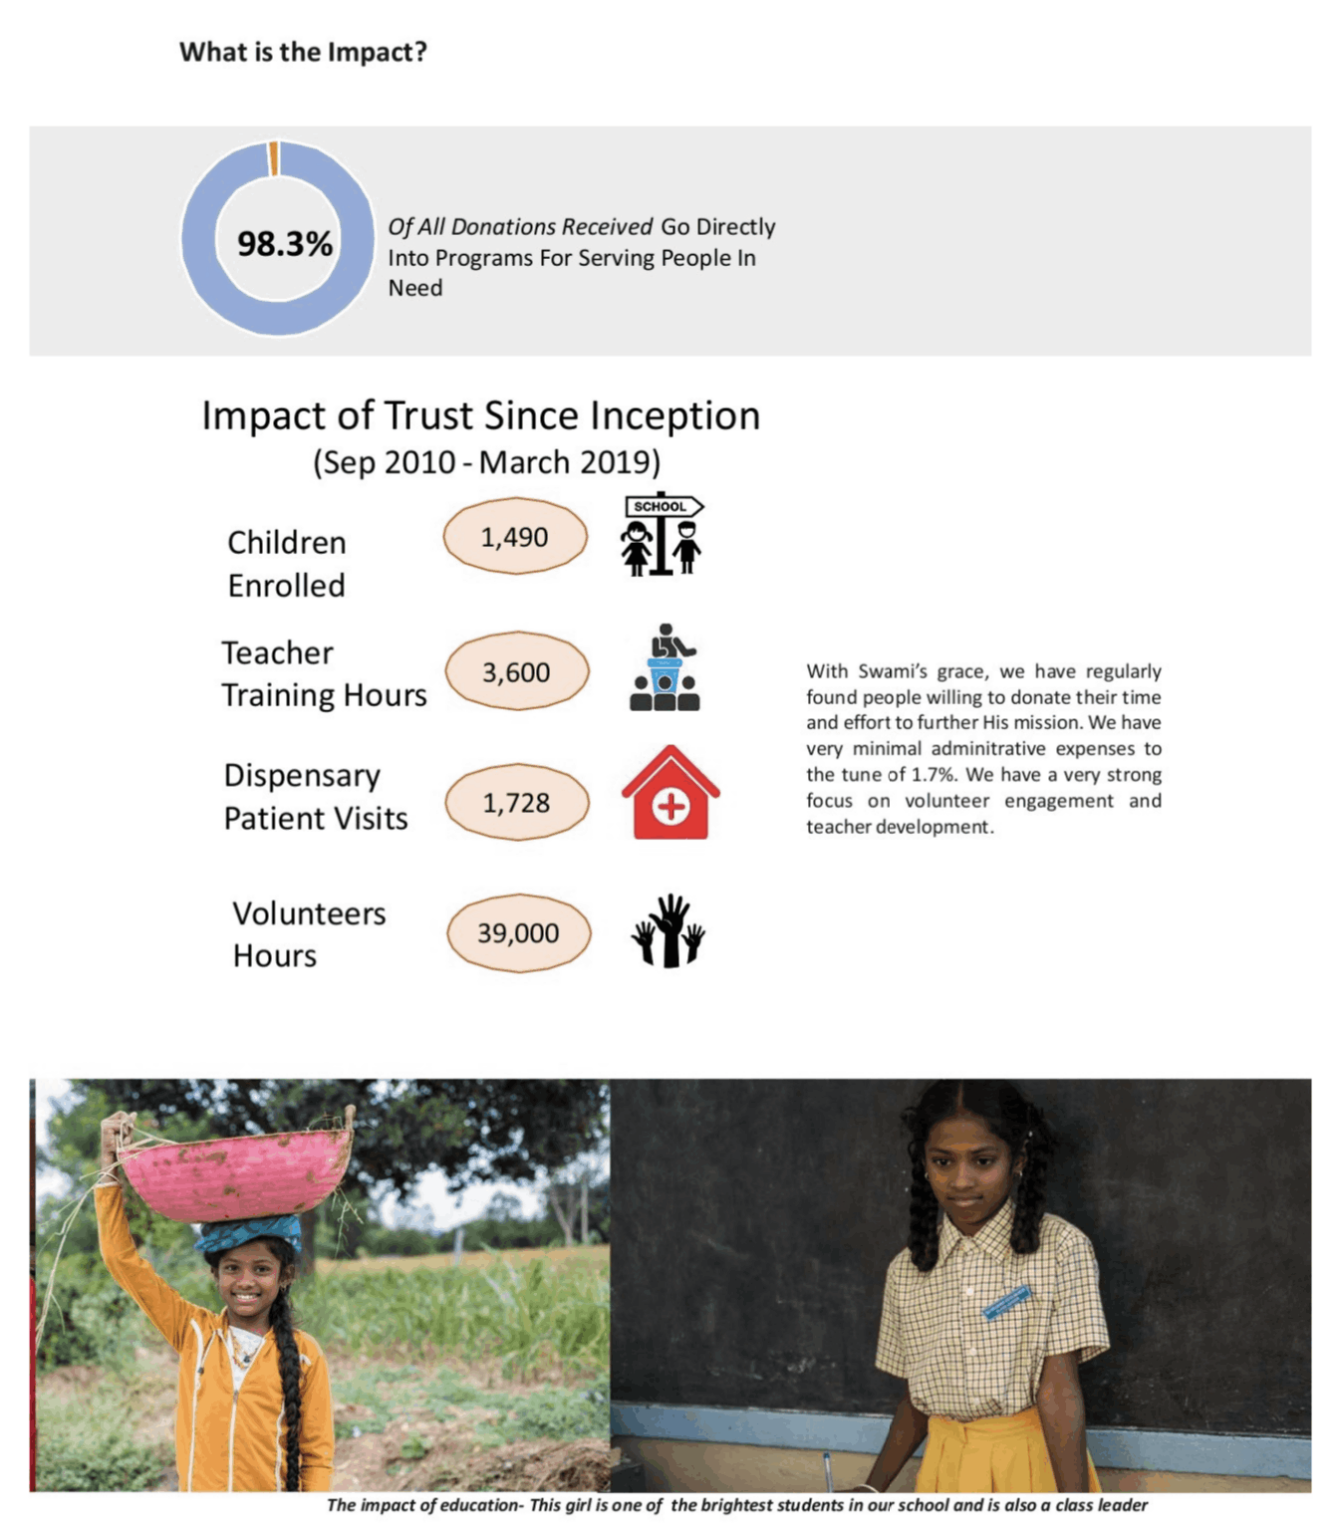 What is the Impact?
98.3%
Of All Donations Received Go Directly
Into Programs For Serving People In
Need
Impact of Trust Since Inception
(Sep 2010 - March 2019)
Children
Enrolled
1,490
SCHOOL
Teacher
Training Hours
3,600
Dispensary
Patient Visits
1,728
Volunteers
Hours
39,000
With Swami’s grace, we have regularly
found people willing to donate their time
and effort to further His mission. We have
very minimal adminitrative expenses to
the tune of 1.7%. We have a very strong
focus on volunteer engagement and
teacher development.
The impact of education- This girl is one of the brightest students in our school and is also a class leader